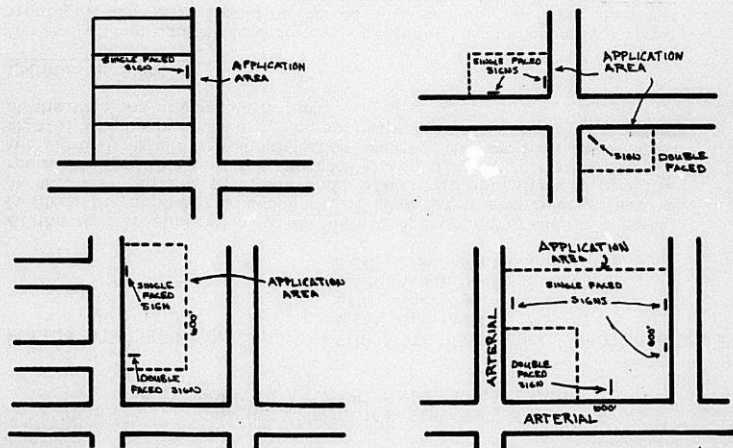 SINGLE FACED
SIGN
APPLICATION
AREA
SINGLE FACED
SIGNS
APPLICATION
AREA
SIGN
DOUBLE
FACED
SINGLE
FACED
SIGN
600'
APPLICATION
AREA
DOUBLE
FACED SIGN
APPLICATION
AREA
SINGLE FACED
SIGNS
600'
ARTERIAL
DOUBLE
FACED
SIGN
600'
ARTERIAL